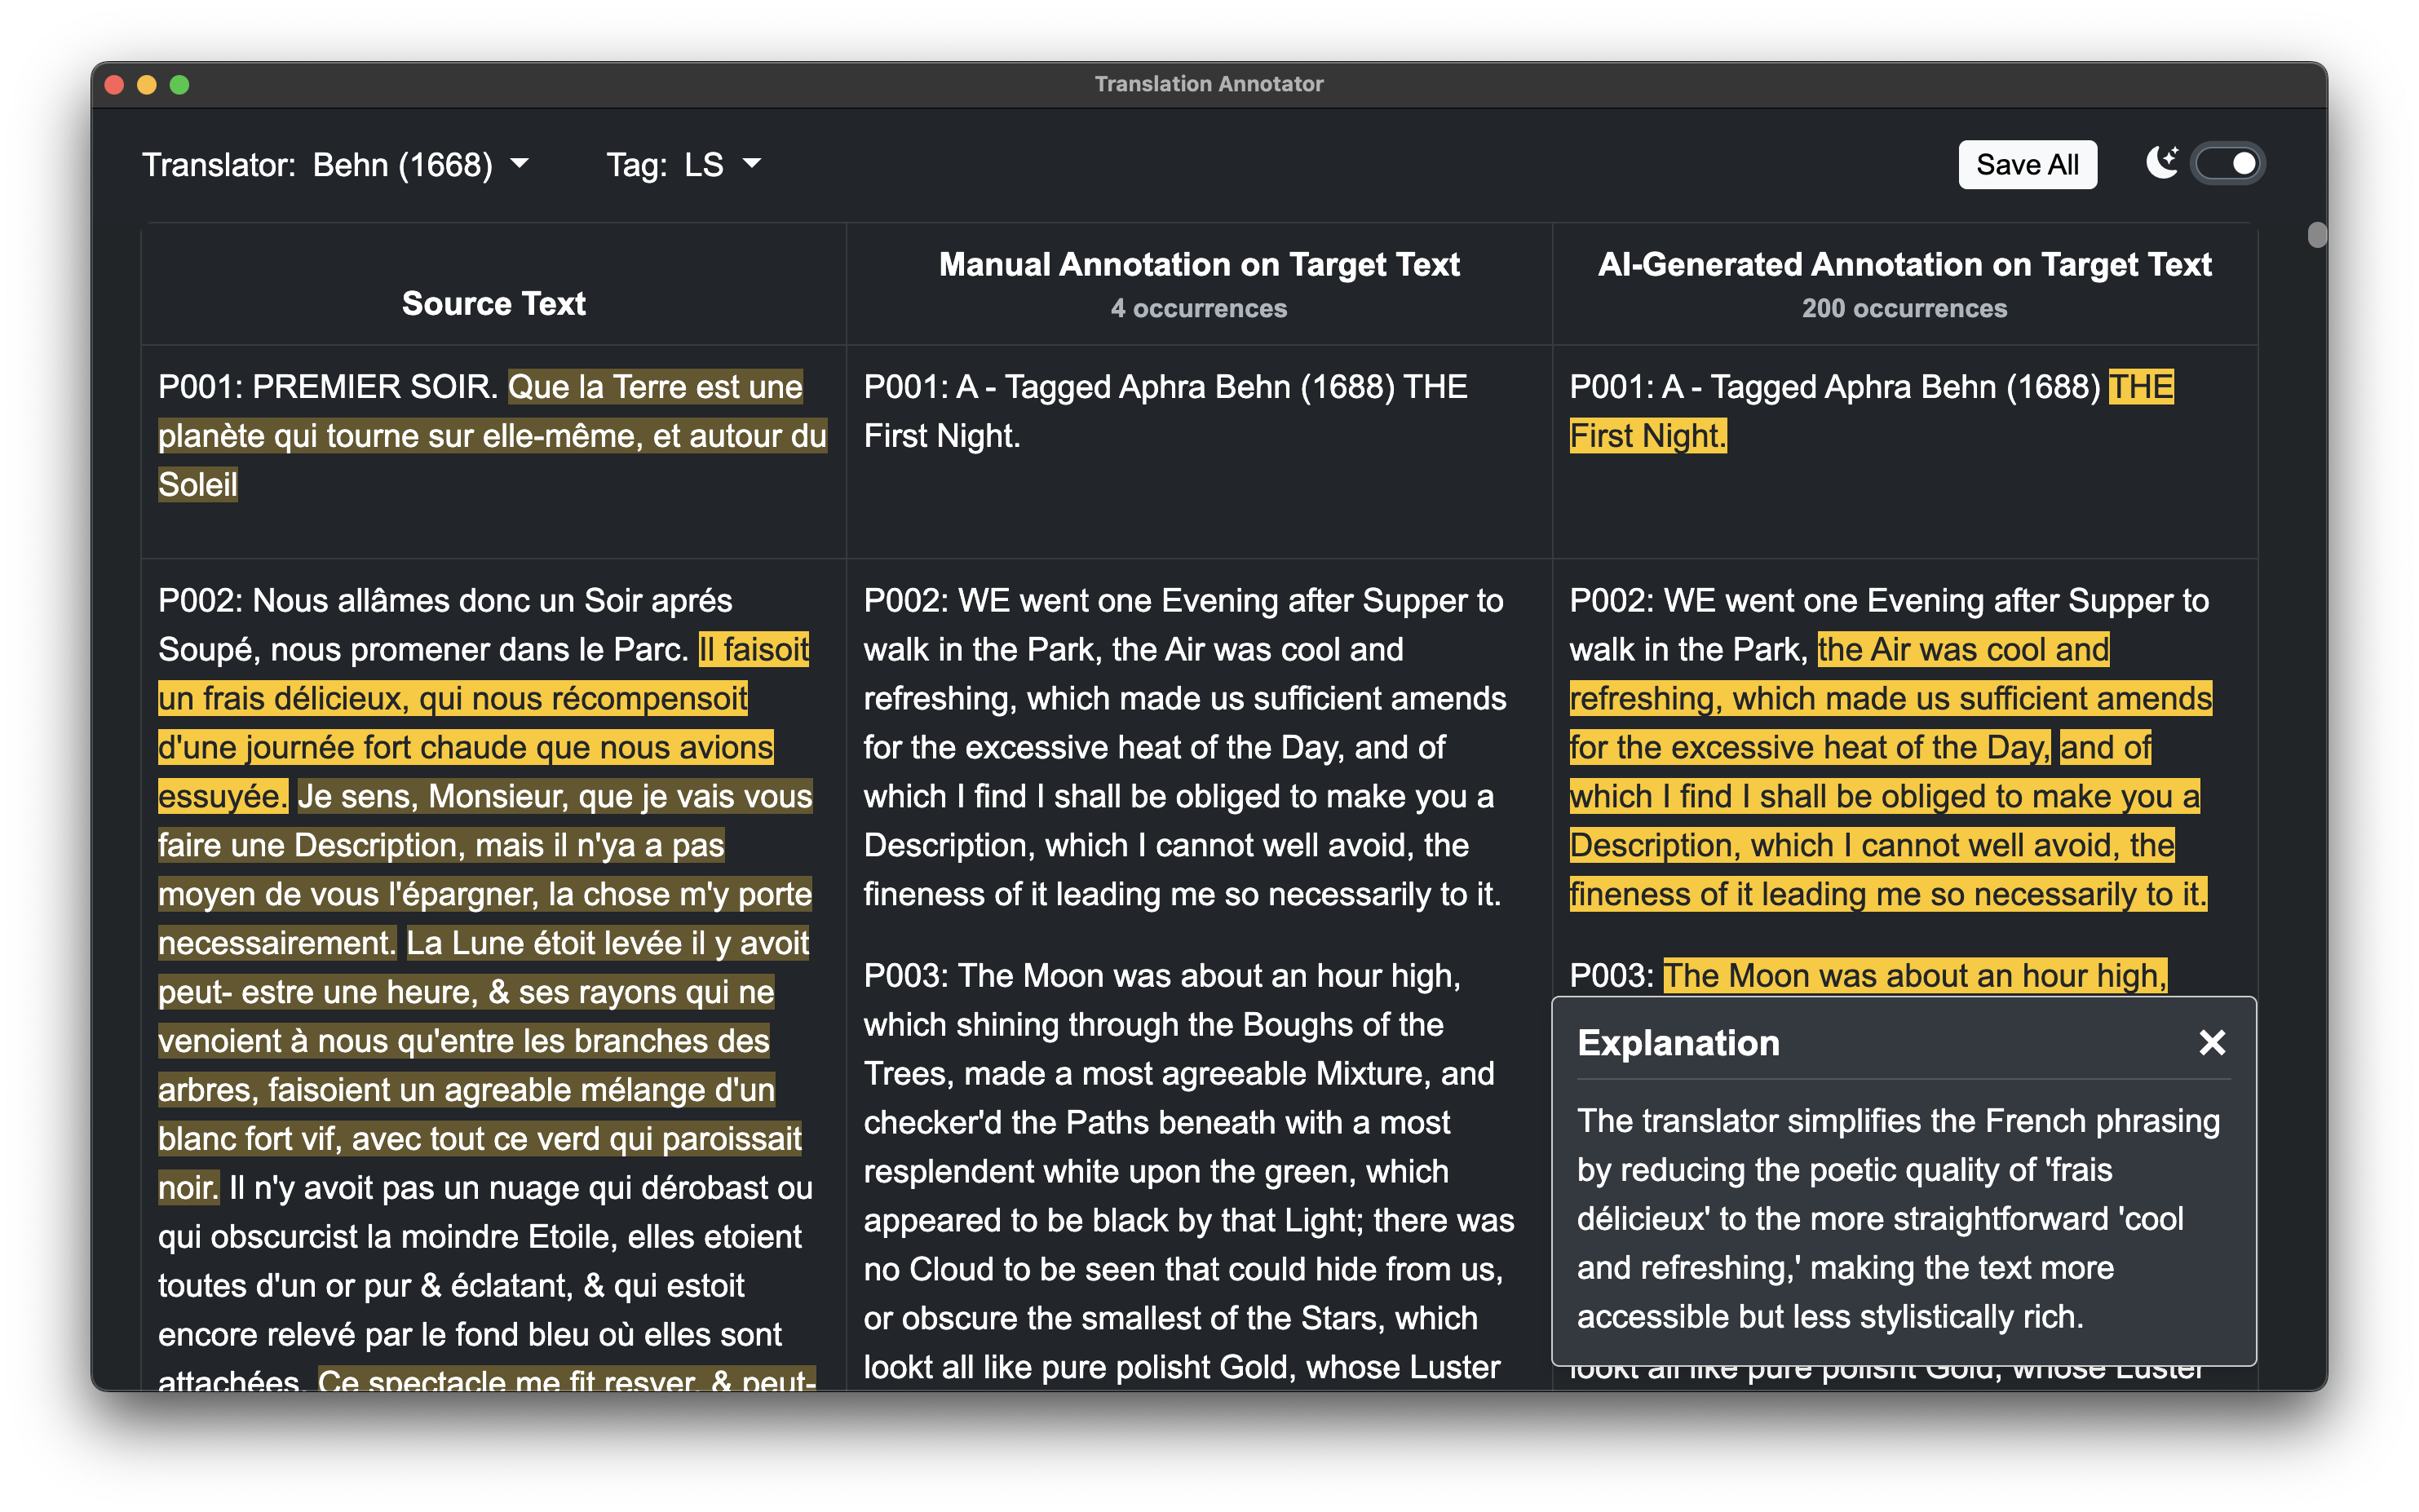 Translation Annotator
Translator: Behn (1668)
Tag: LS
Save All
Source Text
Manual Annotation on Target Text
4 occurrences
AI-Generated Annotation on Target Text
200 occurrences
P001: PREMIER SOIR. Que la Terre est une
planète qui tourne sur elle-même, et autour du
Soleil
P001: A - Tagged Aphra Behn (1688) THE
First Night.
P001: A - Tagged Aphra Behn (1688) THE
First Night.
P002: Nous allâmes donc un Soir aprés
Soupé, nous promener dans le Parc. Il faisoit
un frais délicieux, qui nous récompensoit
d'une journée fort chaude que nous avions
essuyée. Je sens, Monsieur, que je vais vous
faire une Description, mais il n'ya a pas
moyen de vous l'épargner, la chose m'y porte
necessairement. La Lune étoit levée il y avoit
peut- estre une heure, & ses rayons qui ne
venoient à nous qu'entre les branches des
arbres, faisoient un agreable mélange d'un
blanc fort vif, avec tout ce verd qui paroissait
noir. Il n'y avoit pas un nuage qui dérobast ou
qui obscurcist la moindre Etoile, elles etoient
toutes d'un or pur & éclatant, & qui estoit
encore relevé par le fond bleu où elles sont
attachées. Ce spectacle me fit resver, & peut-
P002: WE went one Evening after Supper to
walk in the Park, the Air was cool and
refreshing, which made us sufficient amends
for the excessive heat of the Day, and of
which I find I shall be obliged to make you a
Description, which I cannot well avoid, the
fineness of it leading me so necessarily to it.
P003: The Moon was about an hour high,
which shining through the Boughs of the
Trees, made a most agreeable Mixture, and
checker'd the Paths beneath with a most
resplendent white upon the green, which
appeared to be black by that Light; there was
no Cloud to be seen that could hide from us,
or obscure the smallest of the Stars, which
lookt all like pure polisht Gold, whose Luster
P002: WE went one Evening after Supper to
walk in the Park, the Air was cool and
refreshing, which made us sufficient amends
for the excessive heat of the Day, and of
which I find I shall be obliged to make you a
Description, which I cannot well avoid, the
fineness of it leading me so necessarily to it.
P003: The Moon was about an hour high,
Explanation
The translator simplifies the French phrasing
by reducing the poetic quality of 'frais
délicieux' to the more straightforward 'cool
and refreshing,' making the text more
accessible but less stylistically rich.
lookt all like pure polisht Gold, whose Luster